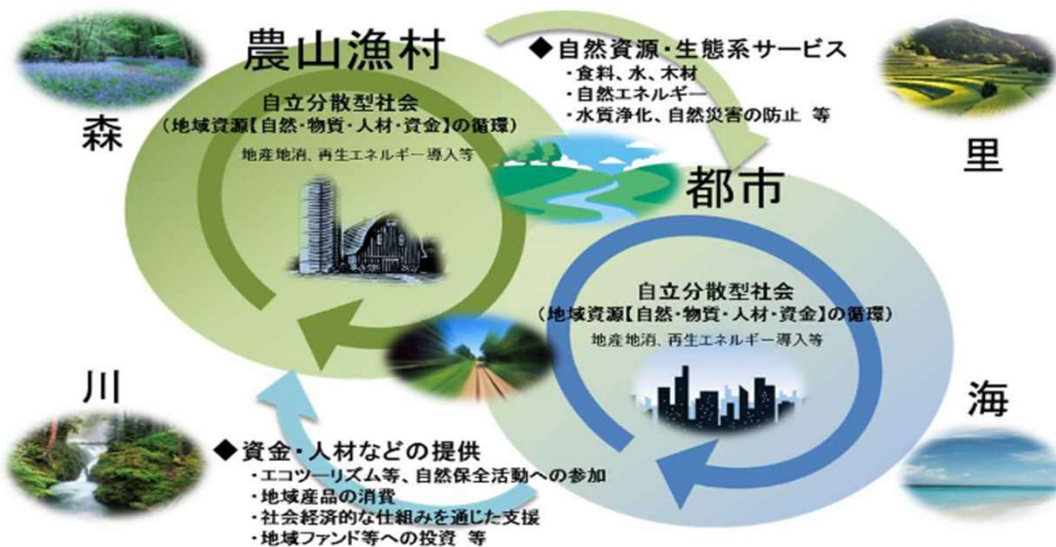 農山漁村
◆自然資源・生態系サービス
・食料、水、木材
・自然エネルギー
・水質浄化、自然災害の防止 等
森
里
自立分散型社会
(地域資源【自然・物質・人材・資金】の循環)
地産地消、再生エネルギー導入等
都市
自立分散型社会
(地域資源【自然・物質・人材・資金】の循環)
地産地消、再生エネルギー導入等
川
海
◆資金・人材などの提供
・エコツーリズム等、自然保全活動への参加
・地域産品の消費
・社会経済的な仕組みを通じた支援
・地域ファンド等への投資 等